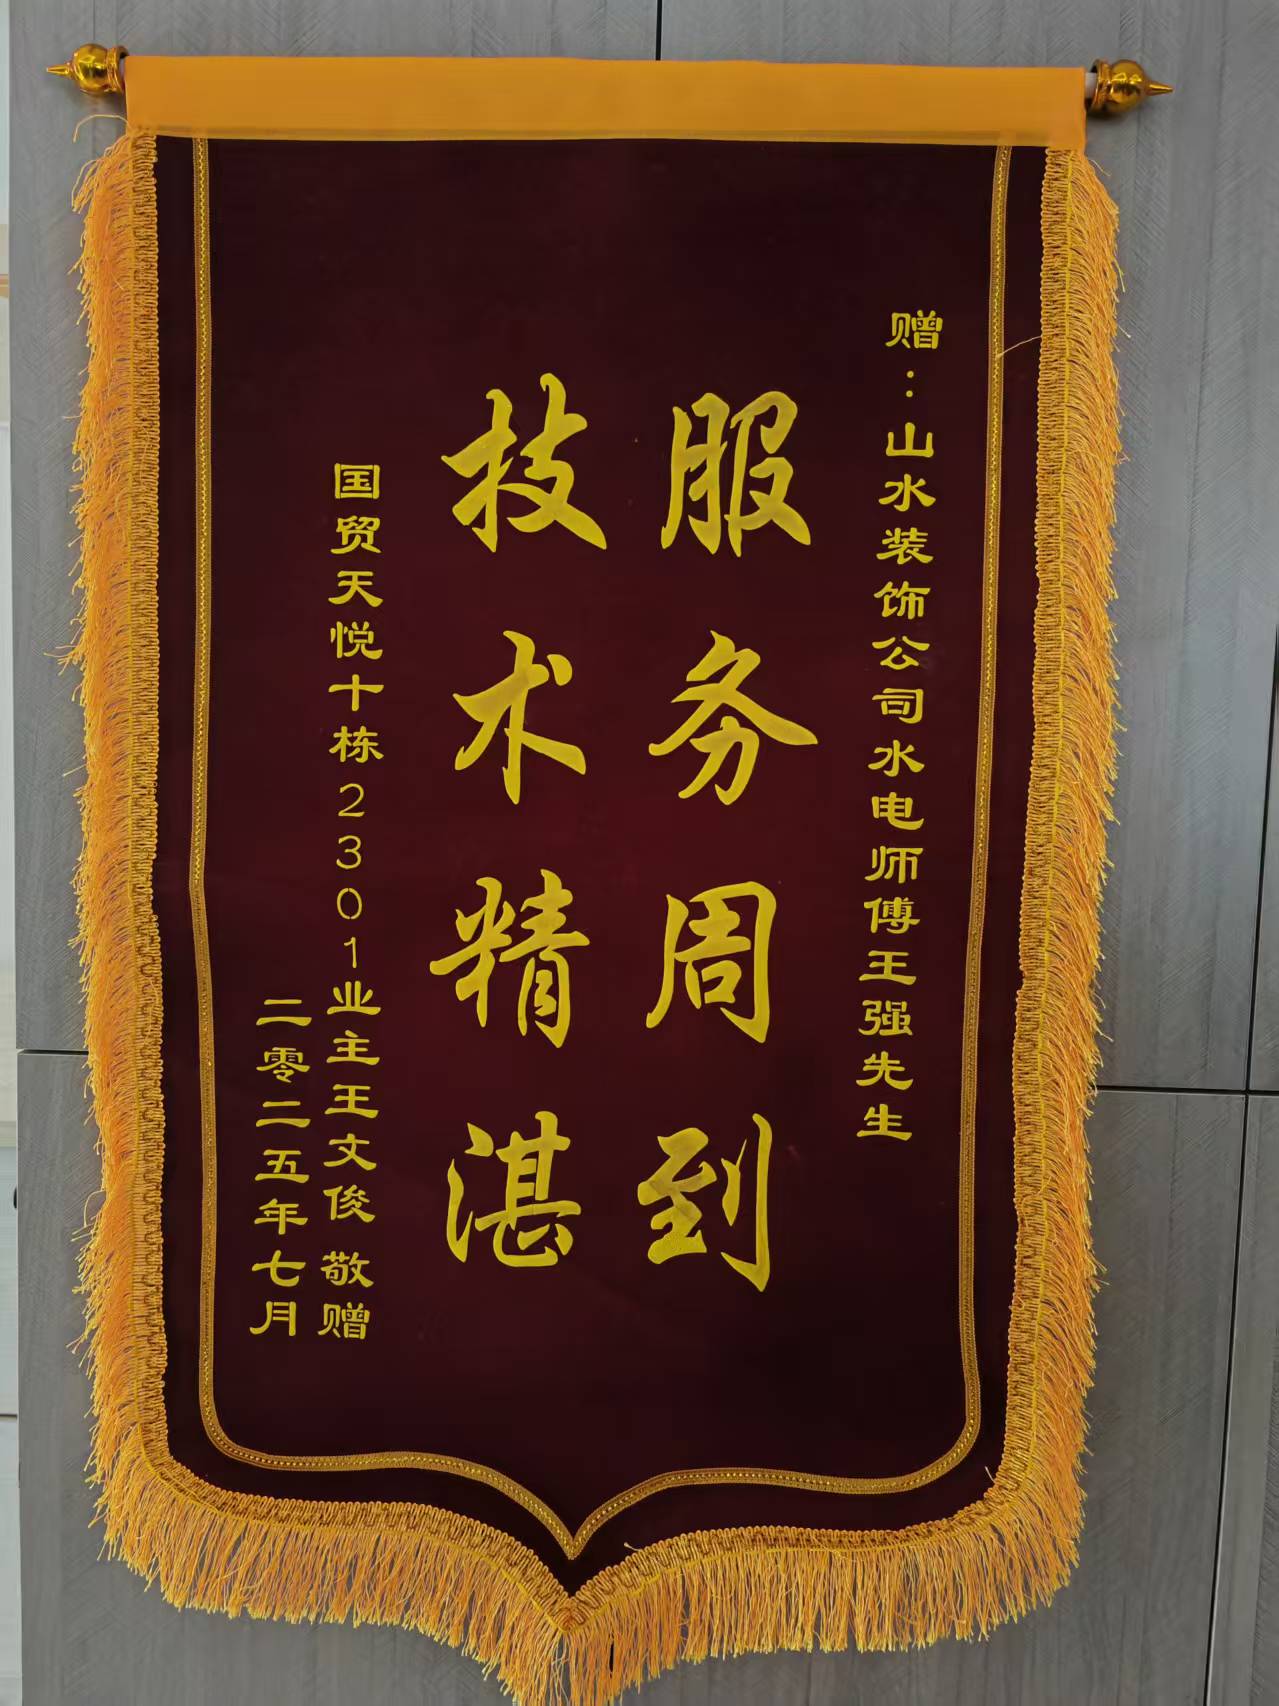 赠：山水装饰公司水电师傅王强先生
服务周到
技术精湛
国贸天悦十栋2301业主王文俊敬赠
二零二五年七月